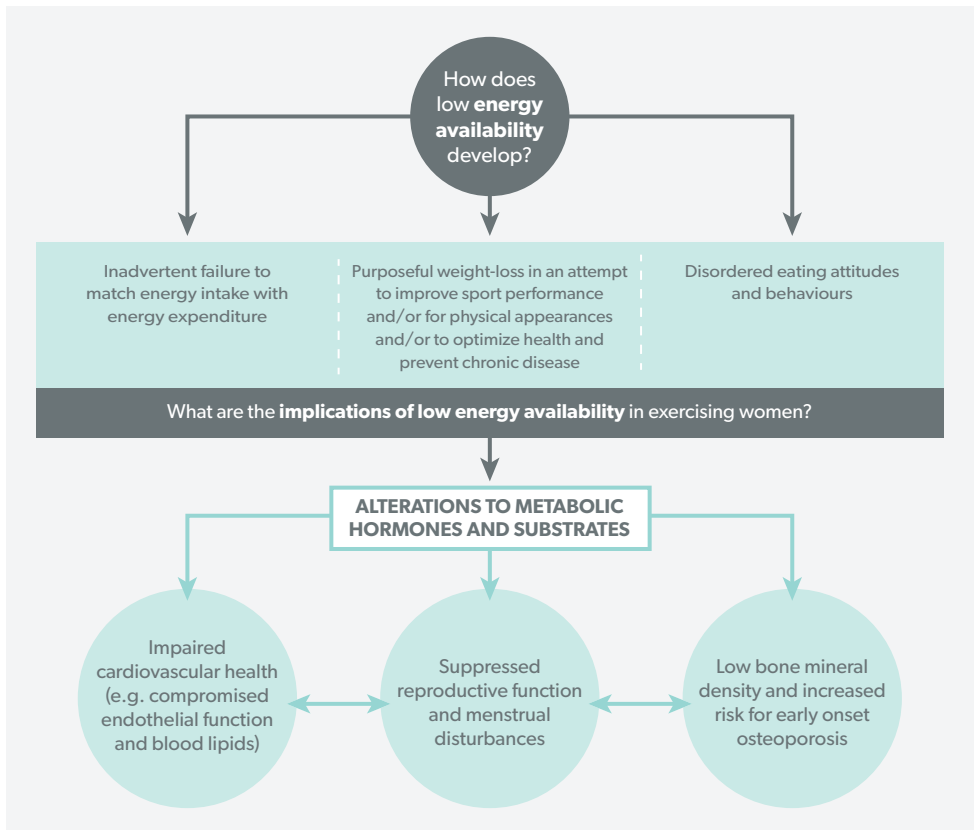 How does
low energy
availability
develop?
Inadvertent failure to
match energy intake with
energy expenditure
Purposeful weight-loss in an attempt
to improve sport performance
and/or for physical appearances
and/or to optimize health and
prevent chronic disease
Disordered eating attitudes
and behaviours
What are the implications of low energy availability in exercising women?
ALTERATIONS TO METABOLIC
HORMONES AND SUBSTRATES
Impaired
cardiovascular health
(e.g. compromised
endothelial function
and blood lipids)
Suppressed
reproductive function
and menstrual
disturbances
Low bone mineral
density and increased
risk for early onset
osteoporosis